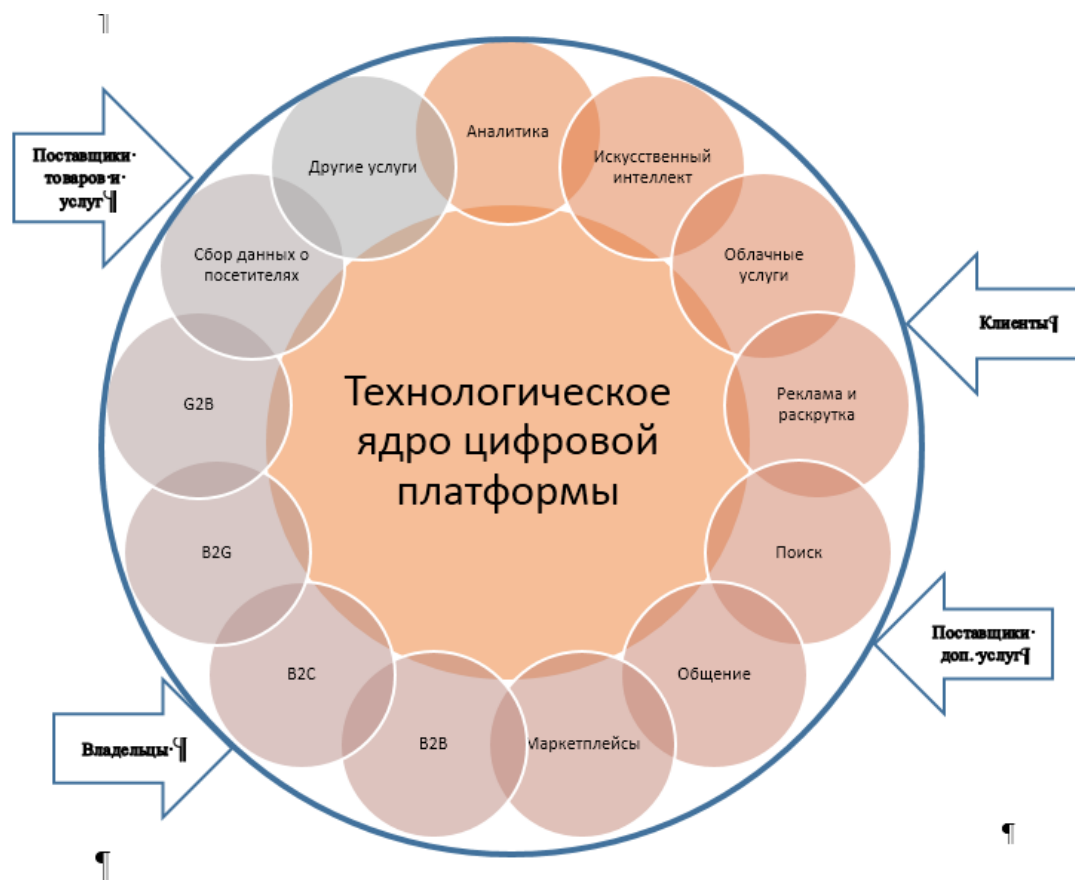 ¶
Аналитика
Искусственный
интеллект
Облачные
услуги
Реклама и
раскрутка
Поиск
Общение
Маркетплейсы
B2B
B2C
B2G
G2B
Сбор данных о
посетителях
Другие услуги
Технологическое
ядро цифровой
платформы
Поставщики·
товаров·и·
услуг·¶
Клиенты¶
Поставщики·
доп.·услуг¶
Владельцы·¶
¶
¶